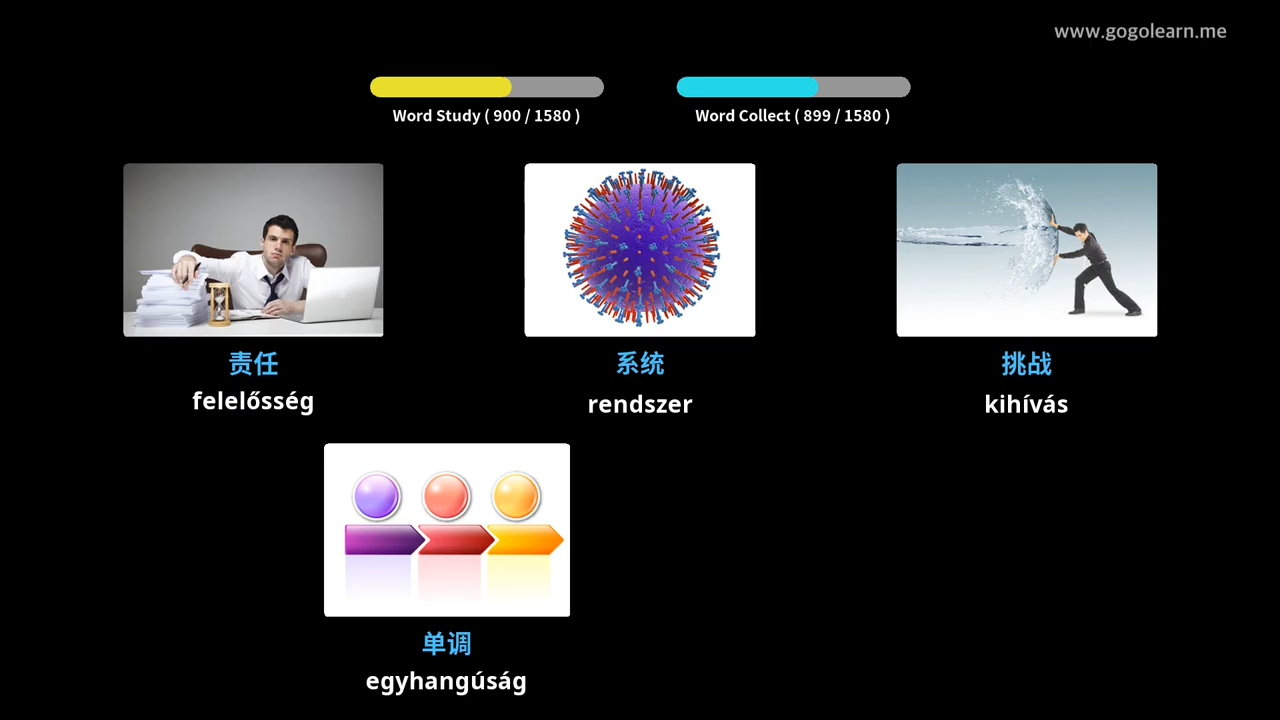 www.gogolearn.me
Word Study ( 900 / 1580 )
Word Collect ( 899 / 1580 )
责任
felelősség
系统
rendszer
挑战
kihívás
单调
egyhangúság